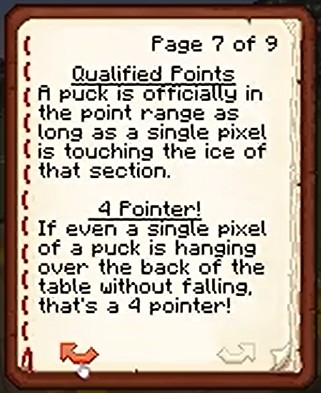 Page 7 of 9
Qualified Points
A puck is officially in
the point range as
long as a single pixel
is touching the ice of
that section.
4 Pointer!
If even a single pixel
of a puck is hanging
over the back of the
table without falling,
that's a 4 pointer!